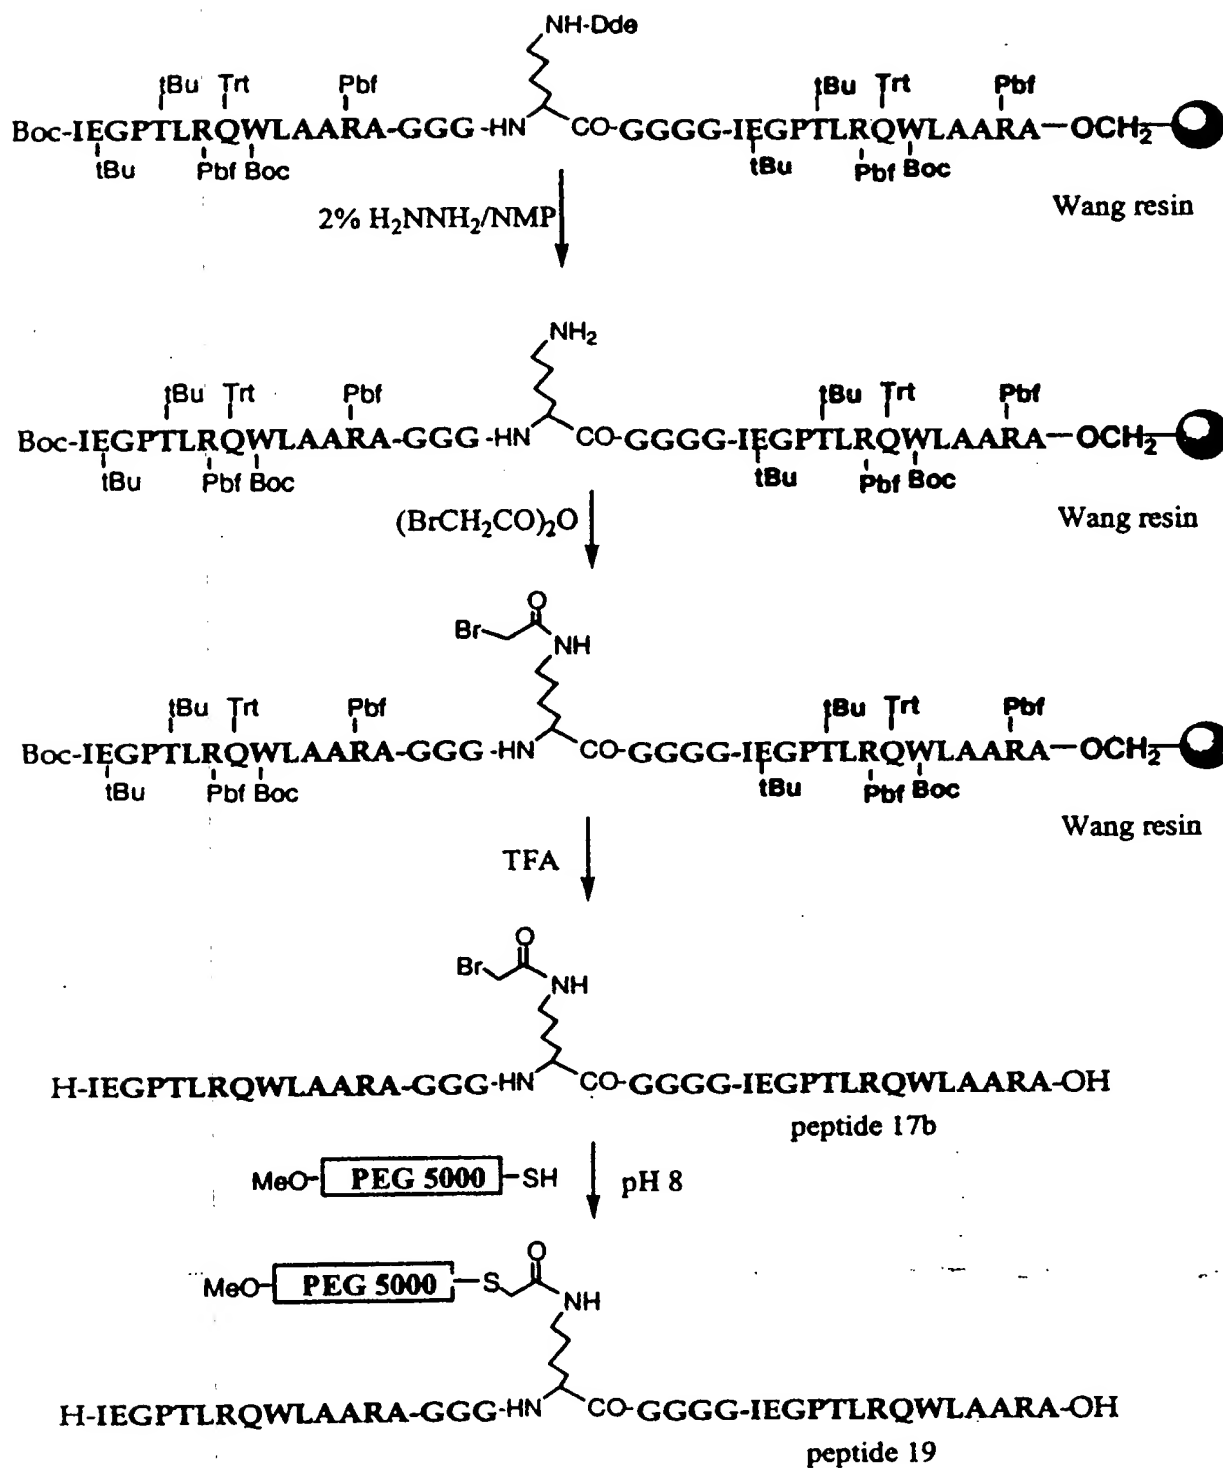 NH-Dde
tBu Trt Pbf tBu Trt Pbf
Boc-IEGPTLRQWLAARA-GGG-HN CO-GGGG-IEGPTLRQWLAARA-OCH2
tBu Pbf Boc tBu Pbf Boc
Wang resin
2% H2NNH2/NMP
NH2
tBu Trt Pbf tBu Trt Pbf
Boc-IEGPTLRQWLAARA-GGG-HN CO-GGGG-IEGPTLRQWLAARA-OCH2
tBu Pbf Boc tBu Pbf Boc
Wang resin
(BrCH2CO)2O
O
Br NH
tBu Trt Pbf tBu Trt Pbf
Boc-IEGPTLRQWLAARA-GGG-HN CO-GGGG-IEGPTLRQWLAARA-OCH2
tBu Pbf Boc tBu Pbf Boc
Wang resin
TFA
O
Br NH
H-IEGPTLRQWLAARA-GGG-HN CO-GGGG-IEGPTLRQWLAARA-OH
peptide 17b
MeO-PEG 5000-SH pH 8
O
MeO-PEG 5000-S NH
H-IEGPTLRQWLAARA-GGG-HN CO-GGGG-IEGPTLRQWLAARA-OH
peptide 19